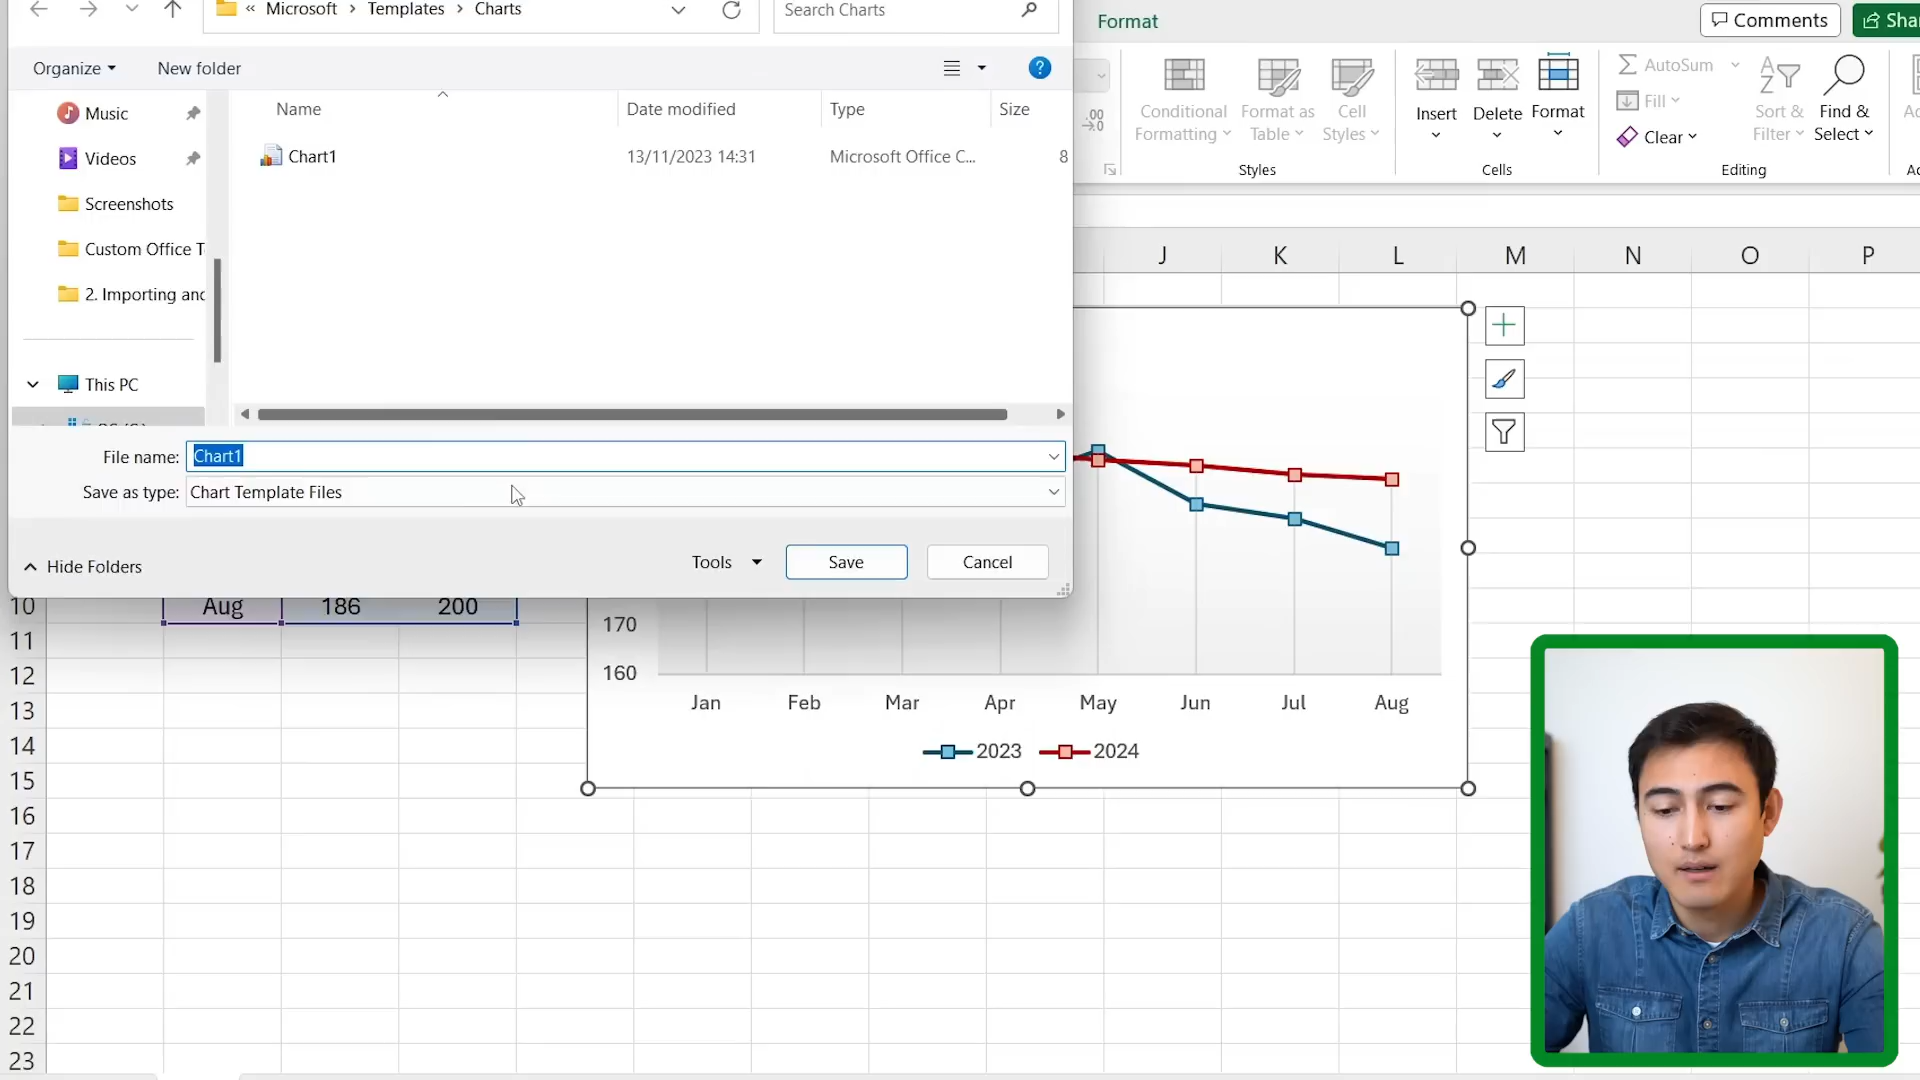 « Microsoft > Templates > Charts
Search Charts
Format
Comments
Organize
New folder
?
Music
Videos
Screenshots
Custom Office T
2. Importing and
This PC
Name
Date modified
Type
Size
Chart1
13/11/2023 14:31
Microsoft Office C...
8
File name:
Chart1
Save as type:
Chart Template Files
Hide Folders
Tools
Save
Cancel
.00
→0
Conditional
Formatting
Format as
Table
Cell
Styles
Styles
Insert
Delete
Format
Cells
AutoSum
Fill
Clear
Sort &
Filter
Find &
Select
Editing
J K L M N O P
10 Aug 186 200
11
12
13
14
15
16
17
18
19
20
21
22
23
170
160
Jan Feb Mar Apr May Jun Jul Aug
2023 2024